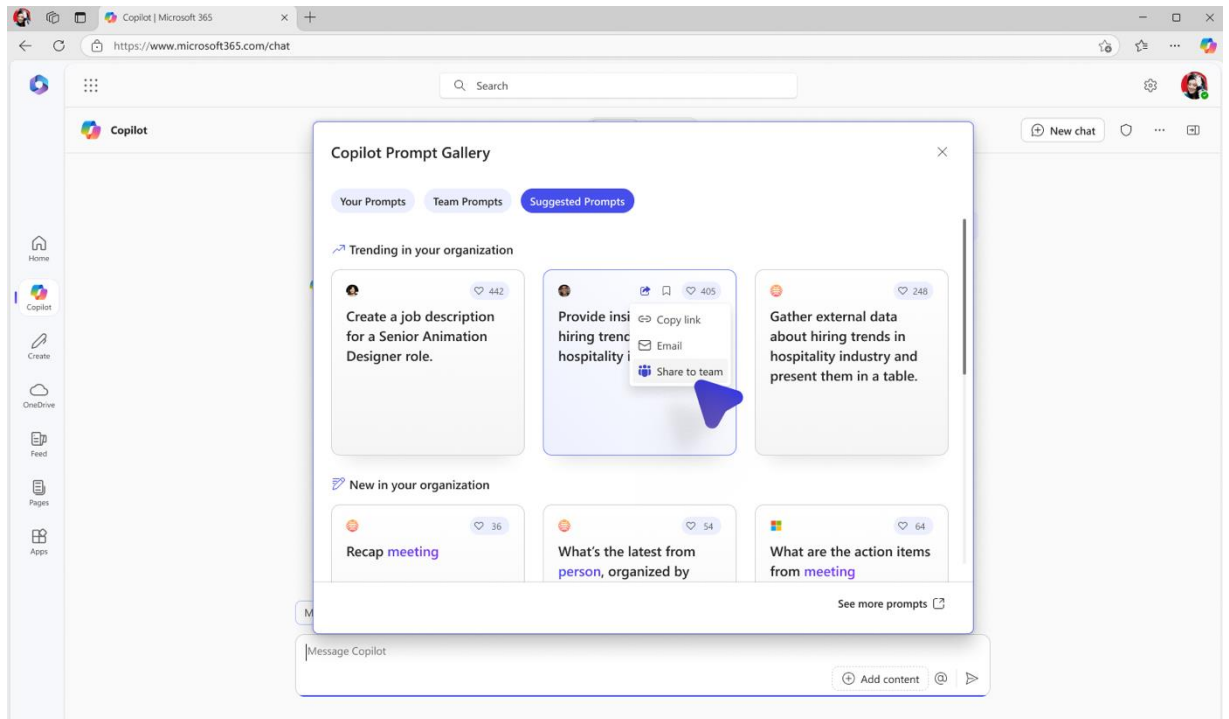 Copilot | Microsoft 365
https://www.microsoft365.com/chat
Search
Copilot
New chat
Copilot Prompt Gallery
Your Prompts
Team Prompts
Suggested Prompts
Trending in your organization
442
Create a job description
for a Senior Animation
Designer role.
405
Provide insi
hiring trenc
hospitality i
Copy link
Email
Share to team
248
Gather external data
about hiring trends in
hospitality industry and
present them in a table.
New in your organization
36
Recap meeting
54
What's the latest from
person, organized by
64
What are the action items
from meeting
See more prompts
Home
Copilot
Create
OneDrive
Feed
Pages
Apps
M
Message Copilot
Add content
@